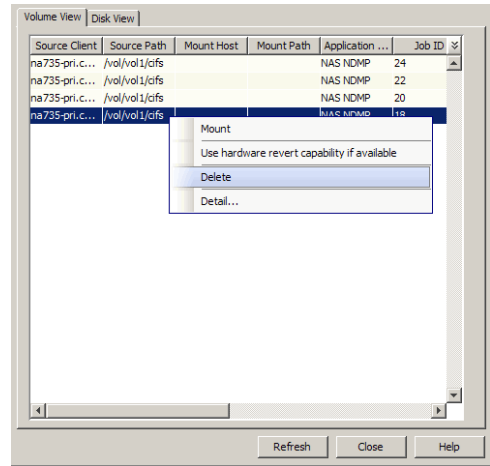 Volume View Disk View
Source Client Source Path Mount Host Mount Path Application ... Job ID
na735-pri.c... /vol/vol1/cifs NAS NDMP 24
na735-pri.c... /vol/vol1/cifs NAS NDMP 22
na735-pri.c... /vol/vol1/cifs NAS NDMP 20
na735-pri.c... /vol/vol1/cifs NAS NDMP 18
Mount
Use hardware revert capability if available
Delete
Detail...
Refresh Close Help